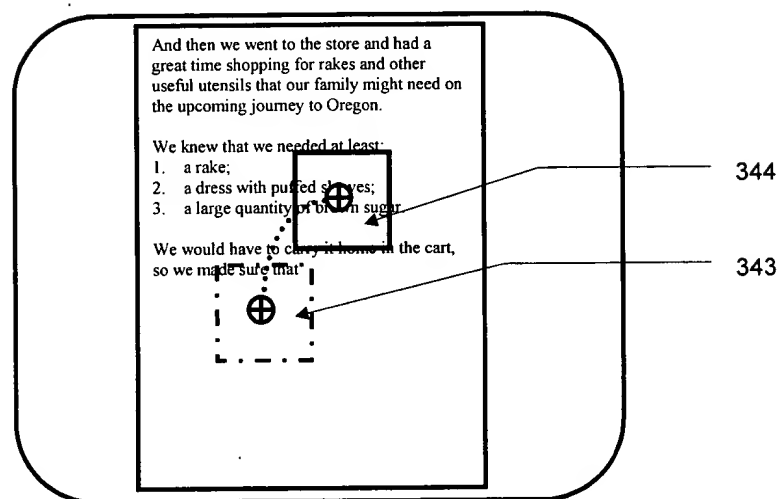 And then we went to the store and had a
great time shopping for rakes and other
useful utensils that our family might need on
the upcoming journey to Oregon.
We knew that we needed at least:
1. a rake;
2. a dress with puffed sleeves;
3. a large quantity of brown sugar.
We would have to carry it home in the cart,
so we made sure that
344
343